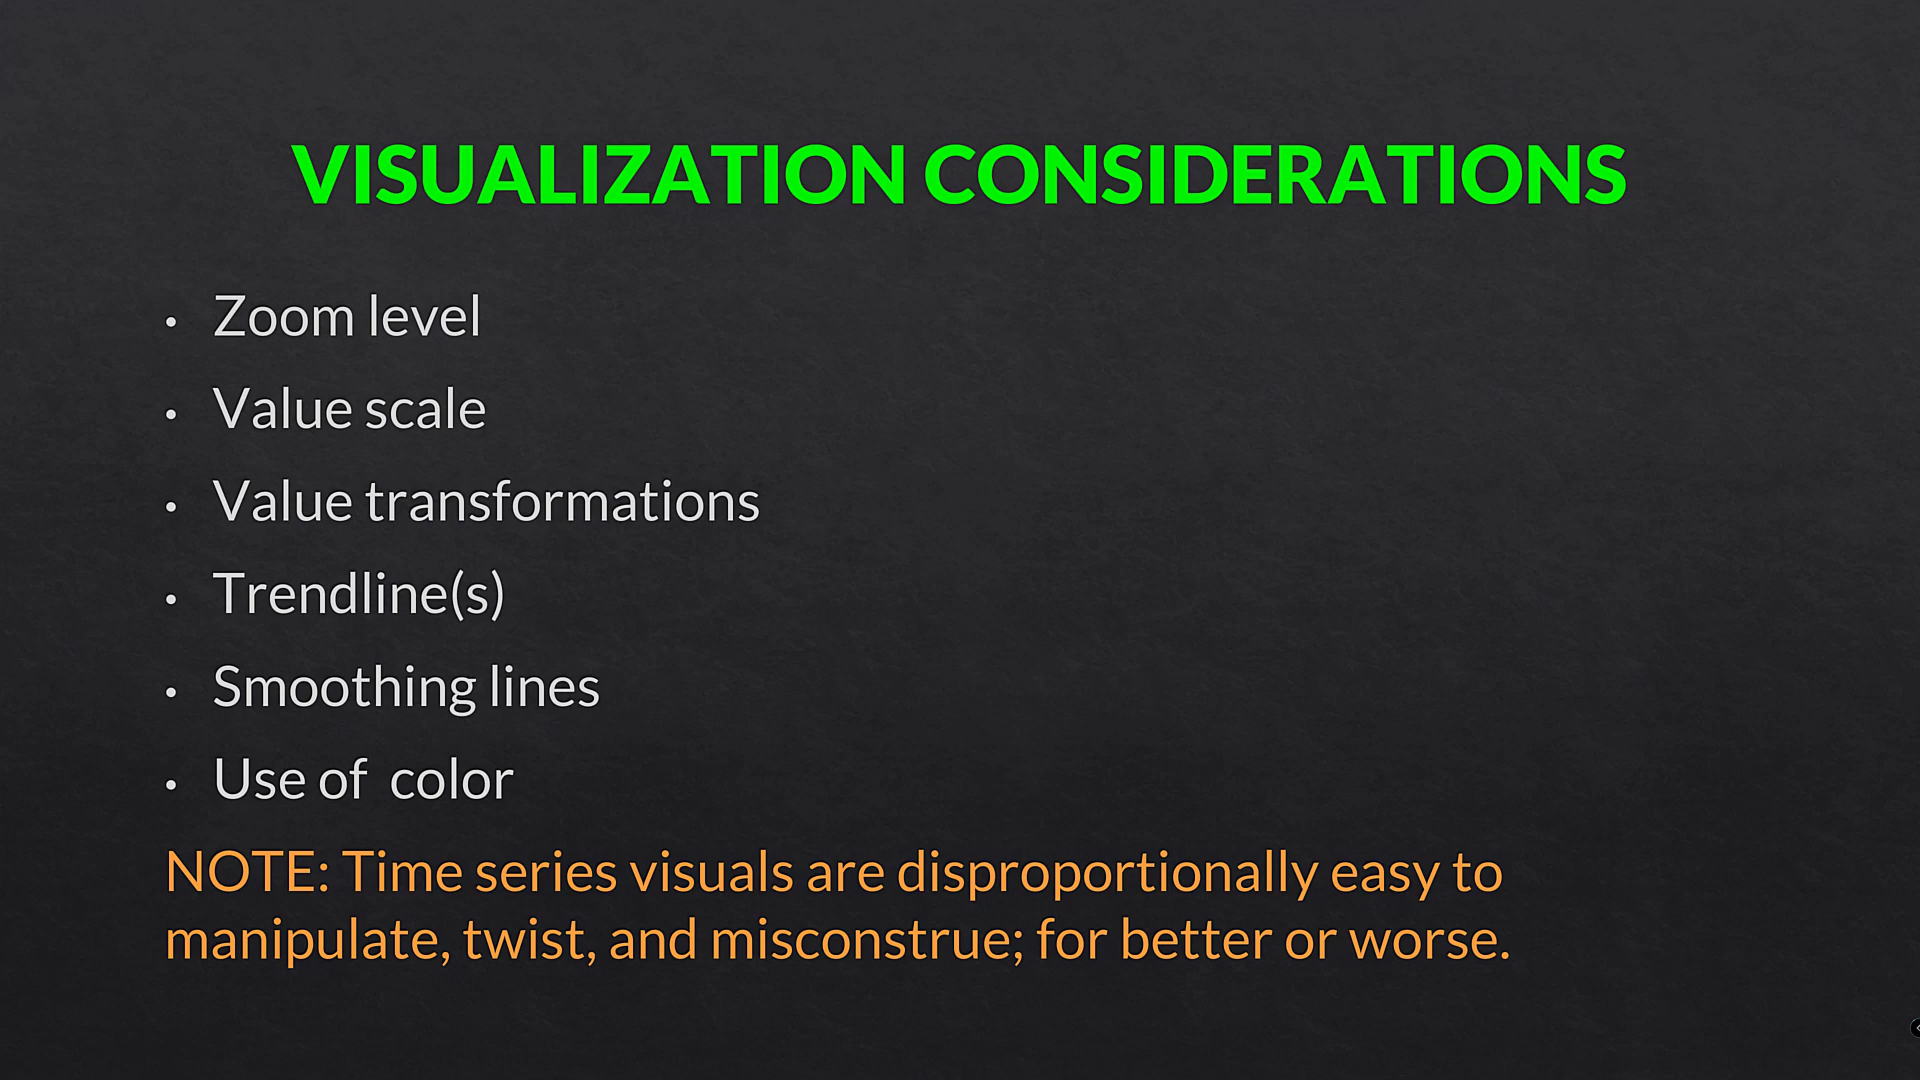 VISUALIZATION CONSIDERATIONS
• Zoom level
• Value scale
• Value transformations
• Trendline(s)
• Smoothing lines
• Use of  color
NOTE: Time series visuals are disproportionally easy to
manipulate, twist, and misconstrue; for better or worse.